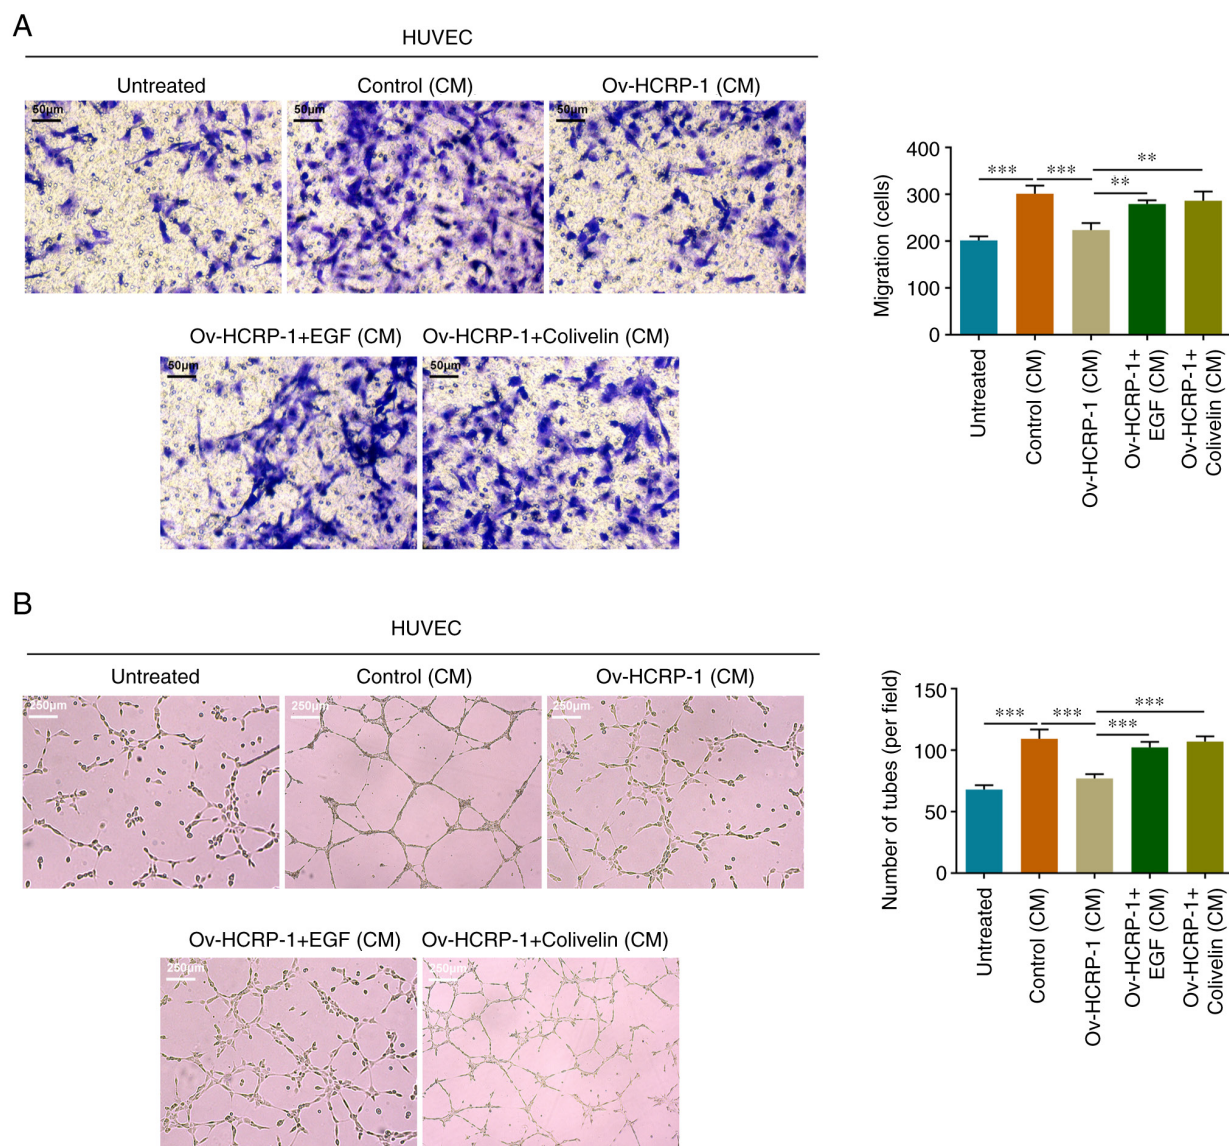 A
HUVEC
Untreated
Control (CM)
Ov-HCRP-1 (CM)
50μm
50μm
50μm
Ov-HCRP-1+EGF (CM)
Ov-HCRP-1+Colivelin (CM)
50μm
50μm
Migration (cells)
400
300
200
100
0
***
***
**
**
Untreated
Control (CM)
Ov-HCRP-1 (CM)
Ov-HCRP-1+
EGF (CM)
Ov-HCRP-1+
Colivelin (CM)
B
HUVEC
Untreated
Control (CM)
Ov-HCRP-1 (CM)
250μm
250μm
250μm
Ov-HCRP-1+EGF (CM)
Ov-HCRP-1+Colivelin (CM)
250μm
250μm
Number of tubes (per field)
150
100
50
0
***
***
***
***
Untreated
Control (CM)
Ov-HCRP-1 (CM)
Ov-HCRP-1+
EGF (CM)
Ov-HCRP-1+
Colivelin (CM)